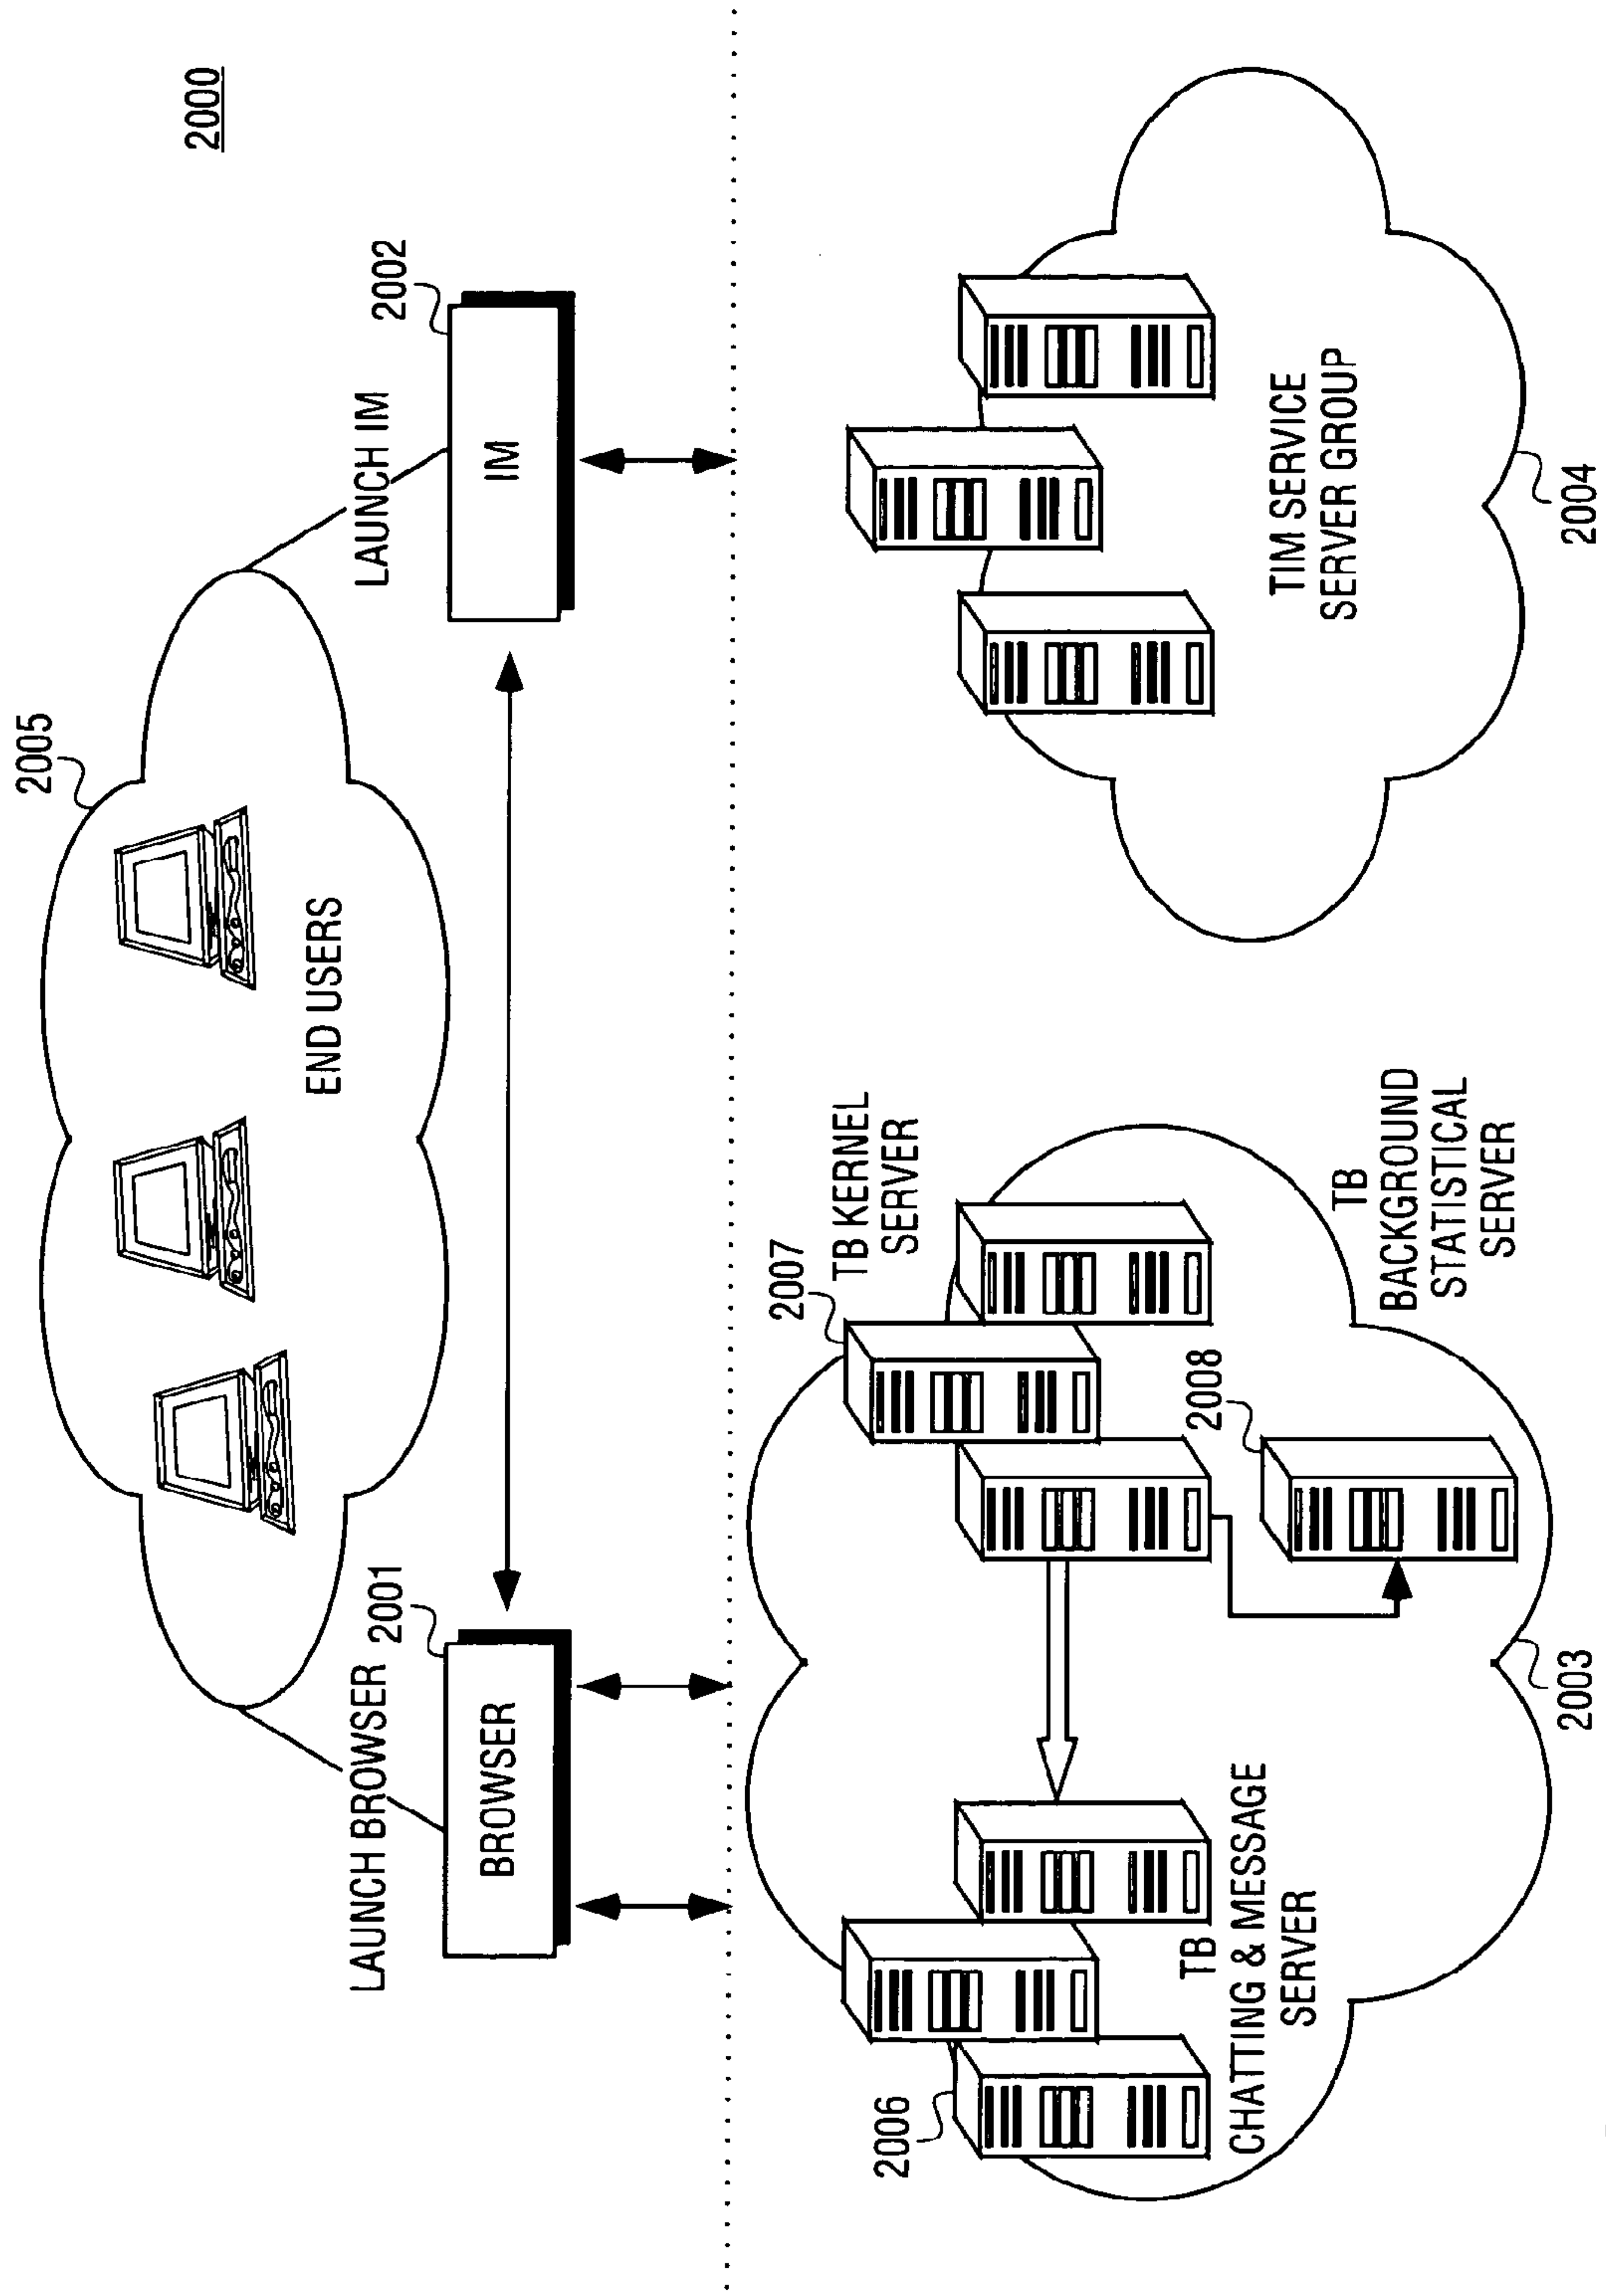 2000
2005
END USERS
LAUNCH BROWSER
2001
BROWSER
LAUNCH IM
2002
IM
2007
TB KERNEL
SERVER
2006
TB
CHATTING & MESSAGE
SERVER
2008
TB
BACKGROUND
STATISTICAL
SERVER
2003
TIM SERVICE
SERVER GROUP
2004